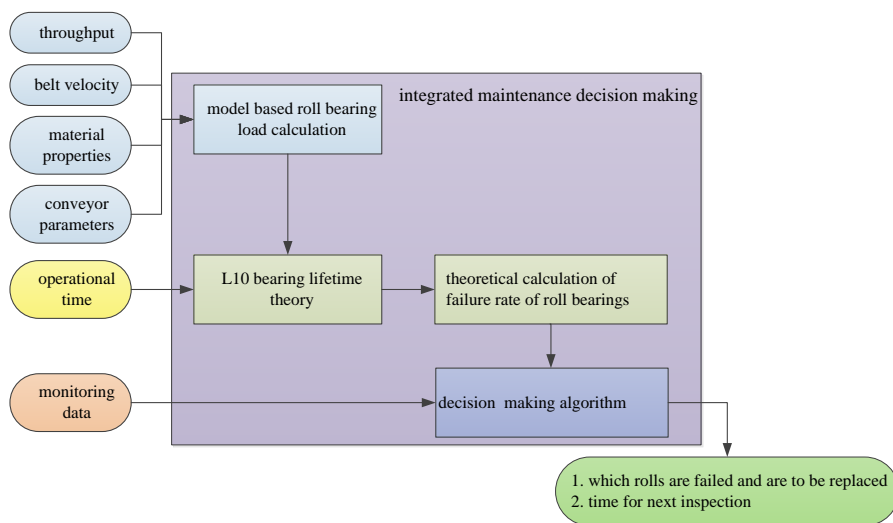 throughput
belt velocity
material
properties
conveyor
parameters
operational
time
monitoring
data
integrated maintenance decision making
model based roll bearing
load calculation
L10 bearing lifetime
theory
theoretical calculation of
failure rate of roll bearings
decision making algorithm
1. which rolls are failed and are to be replaced
2. time for next inspection